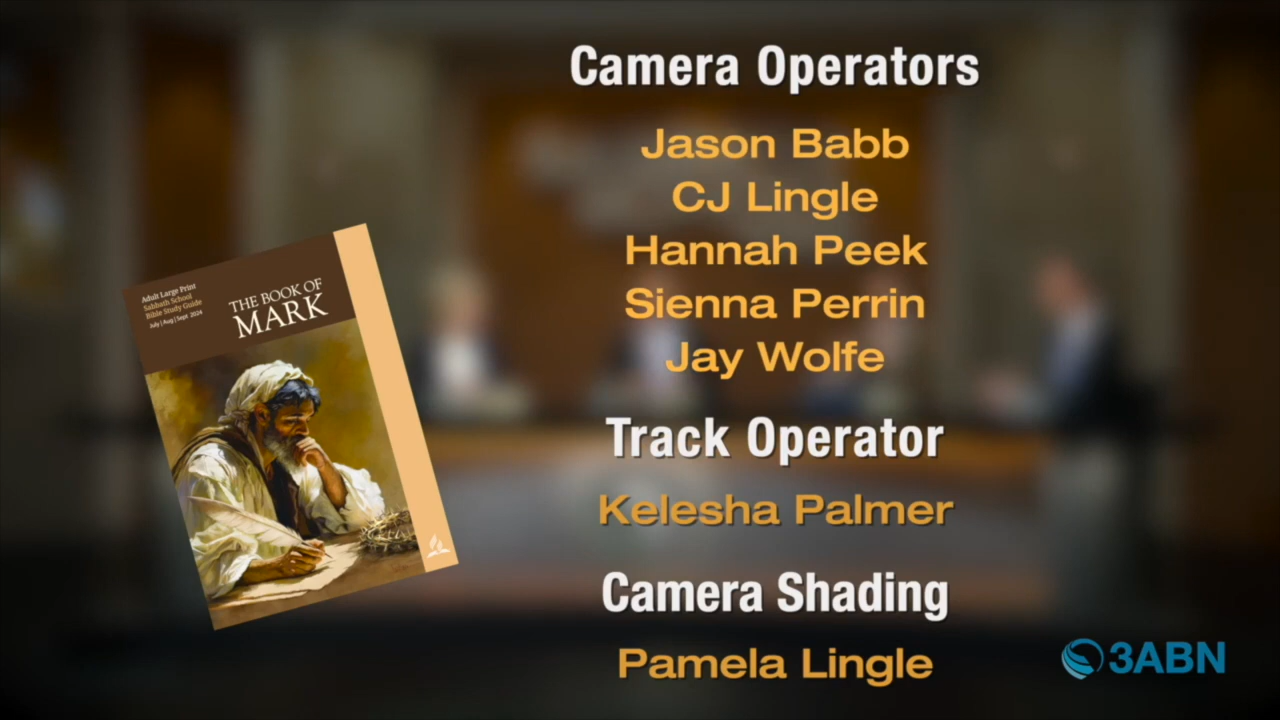 Camera Operators
Jason Babb
CJ Lingle
Hannah Peek
Sienna Perrin
Jay Wolfe
Track Operator
Kelesha Palmer
Camera Shading
Pamela Lingle
Adult Large Print
Sabbath School
Bible Study Guide
July | Aug | Sept 2024
THE BOOK OF
MARK
3ABN